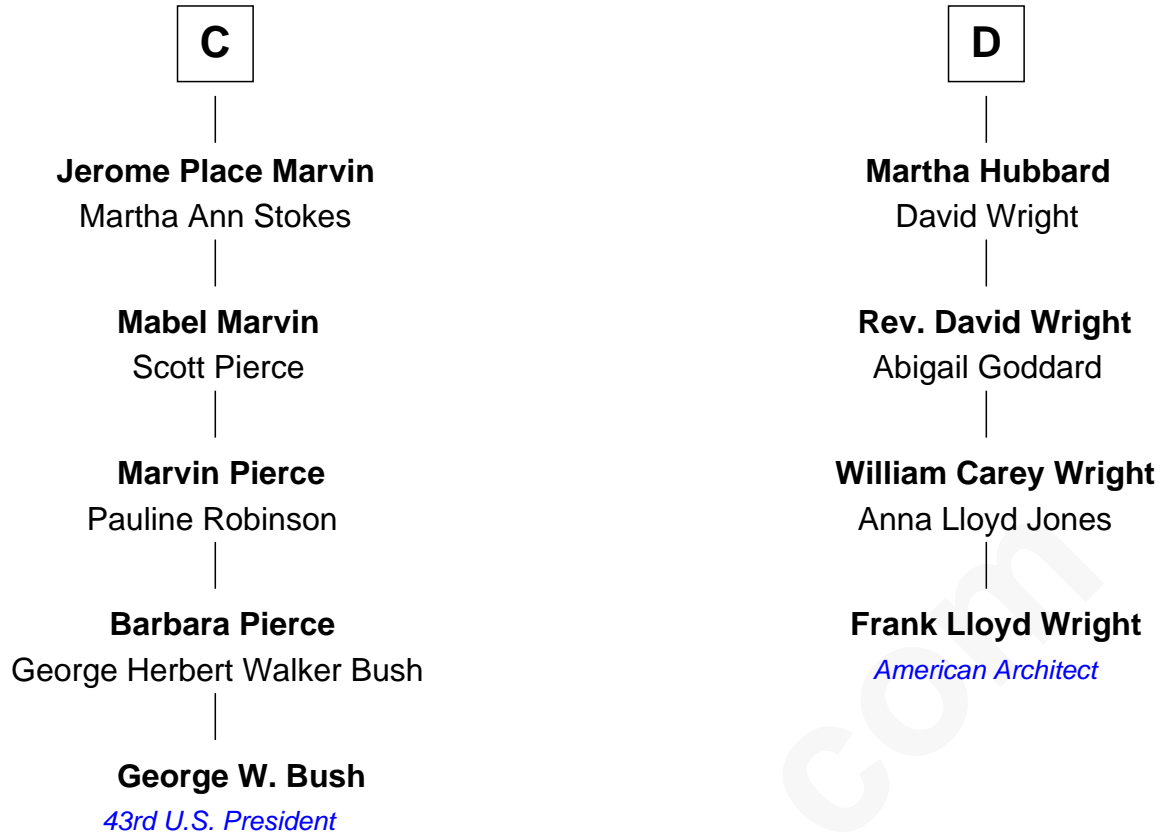 C
Jerome Place Marvin
Martha Ann Stokes
Mabel Marvin
Scott Pierce
Marvin Pierce
Pauline Robinson
Barbara Pierce
George Herbert Walker Bush
George W. Bush
43rd U.S. President
D
Martha Hubbard
David Wright
Rev. David Wright
Abigail Goddard
William Carey Wright
Anna Lloyd Jones
Frank Lloyd Wright
American Architect
com